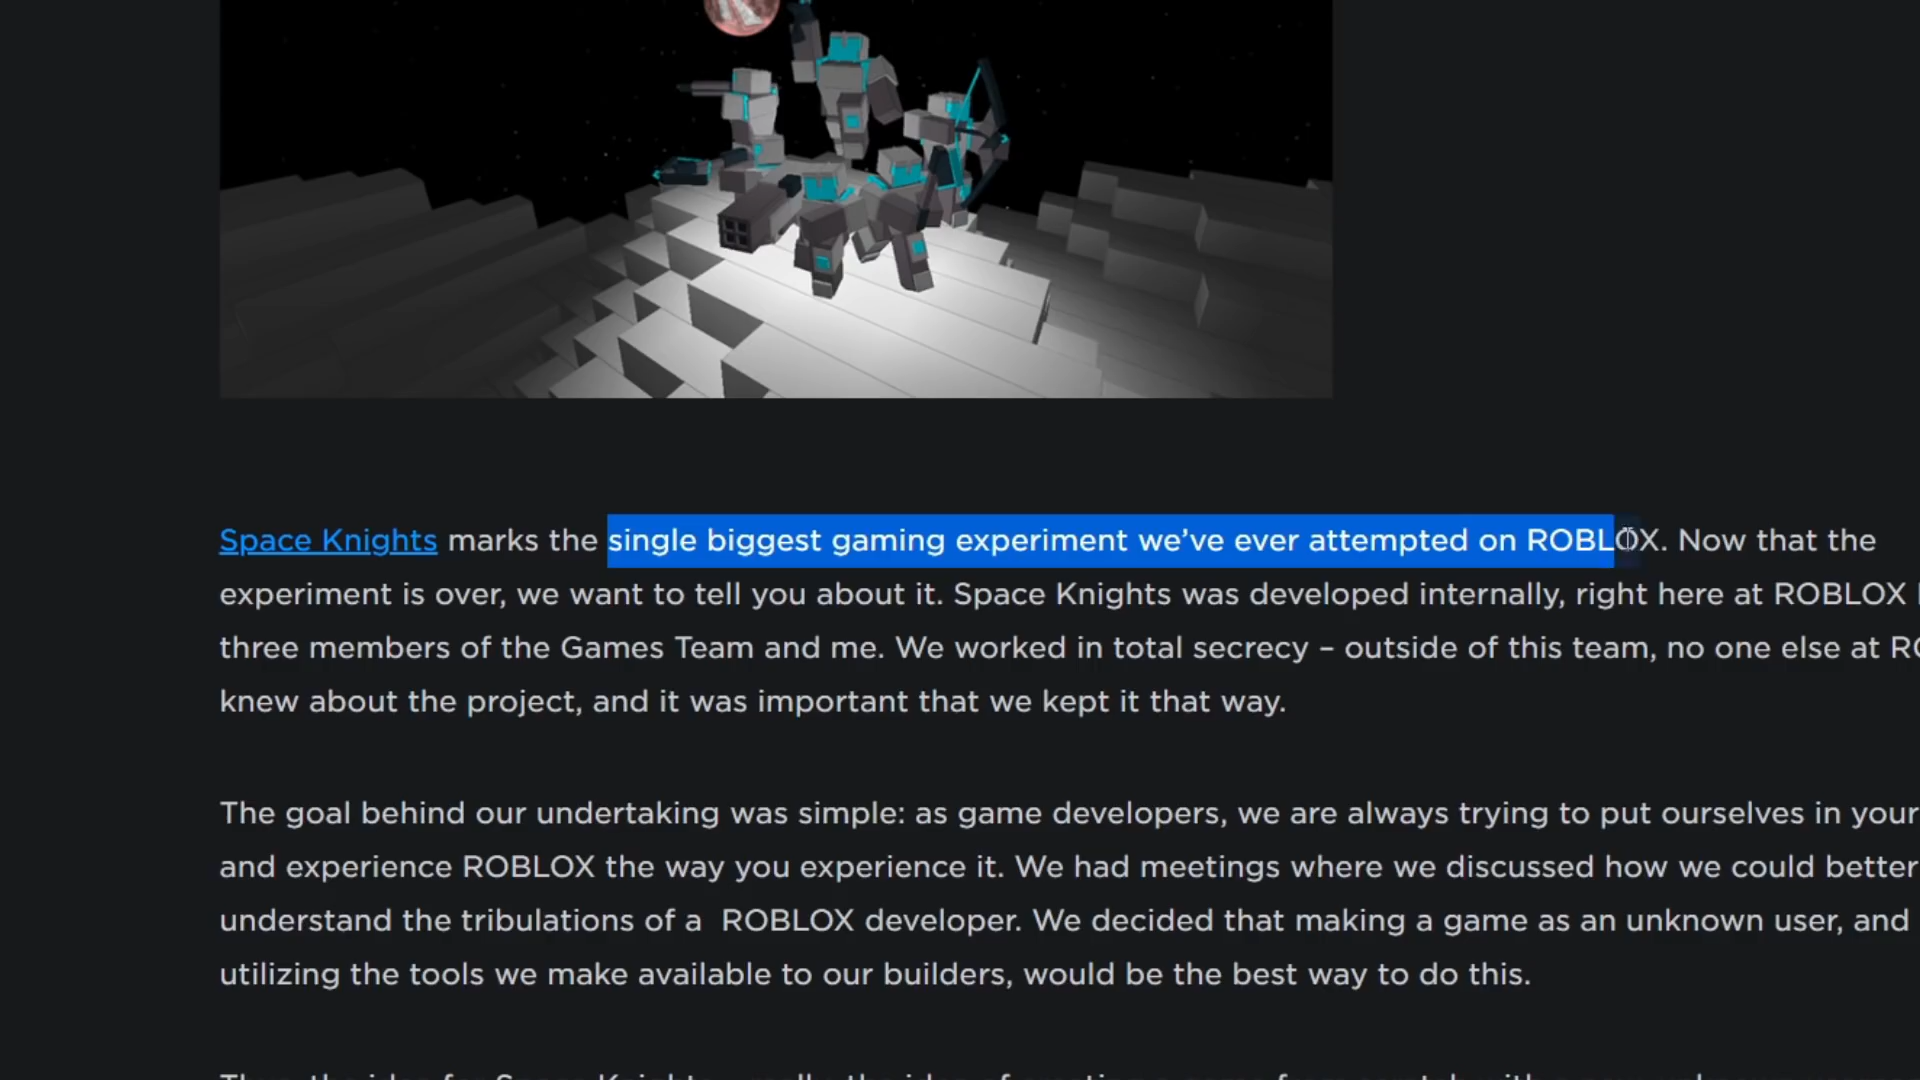 Space Knights marks the single biggest gaming experiment we’ve ever attempted on ROBLOX. Now that the
experiment is over, we want to tell you about it. Space Knights was developed internally, right here at ROBLOX
three members of the Games Team and me. We worked in total secrecy – outside of this team, no one else at
knew about the project, and it was important that we kept it that way.
The goal behind our undertaking was simple: as game developers, we are always trying to put ourselves in your
and experience ROBLOX the way you experience it. We had meetings where we discussed how we could better
understand the tribulations of a ROBLOX developer. We decided that making a game as an unknown user, and
utilizing the tools we make available to our builders, would be the best way to do this.